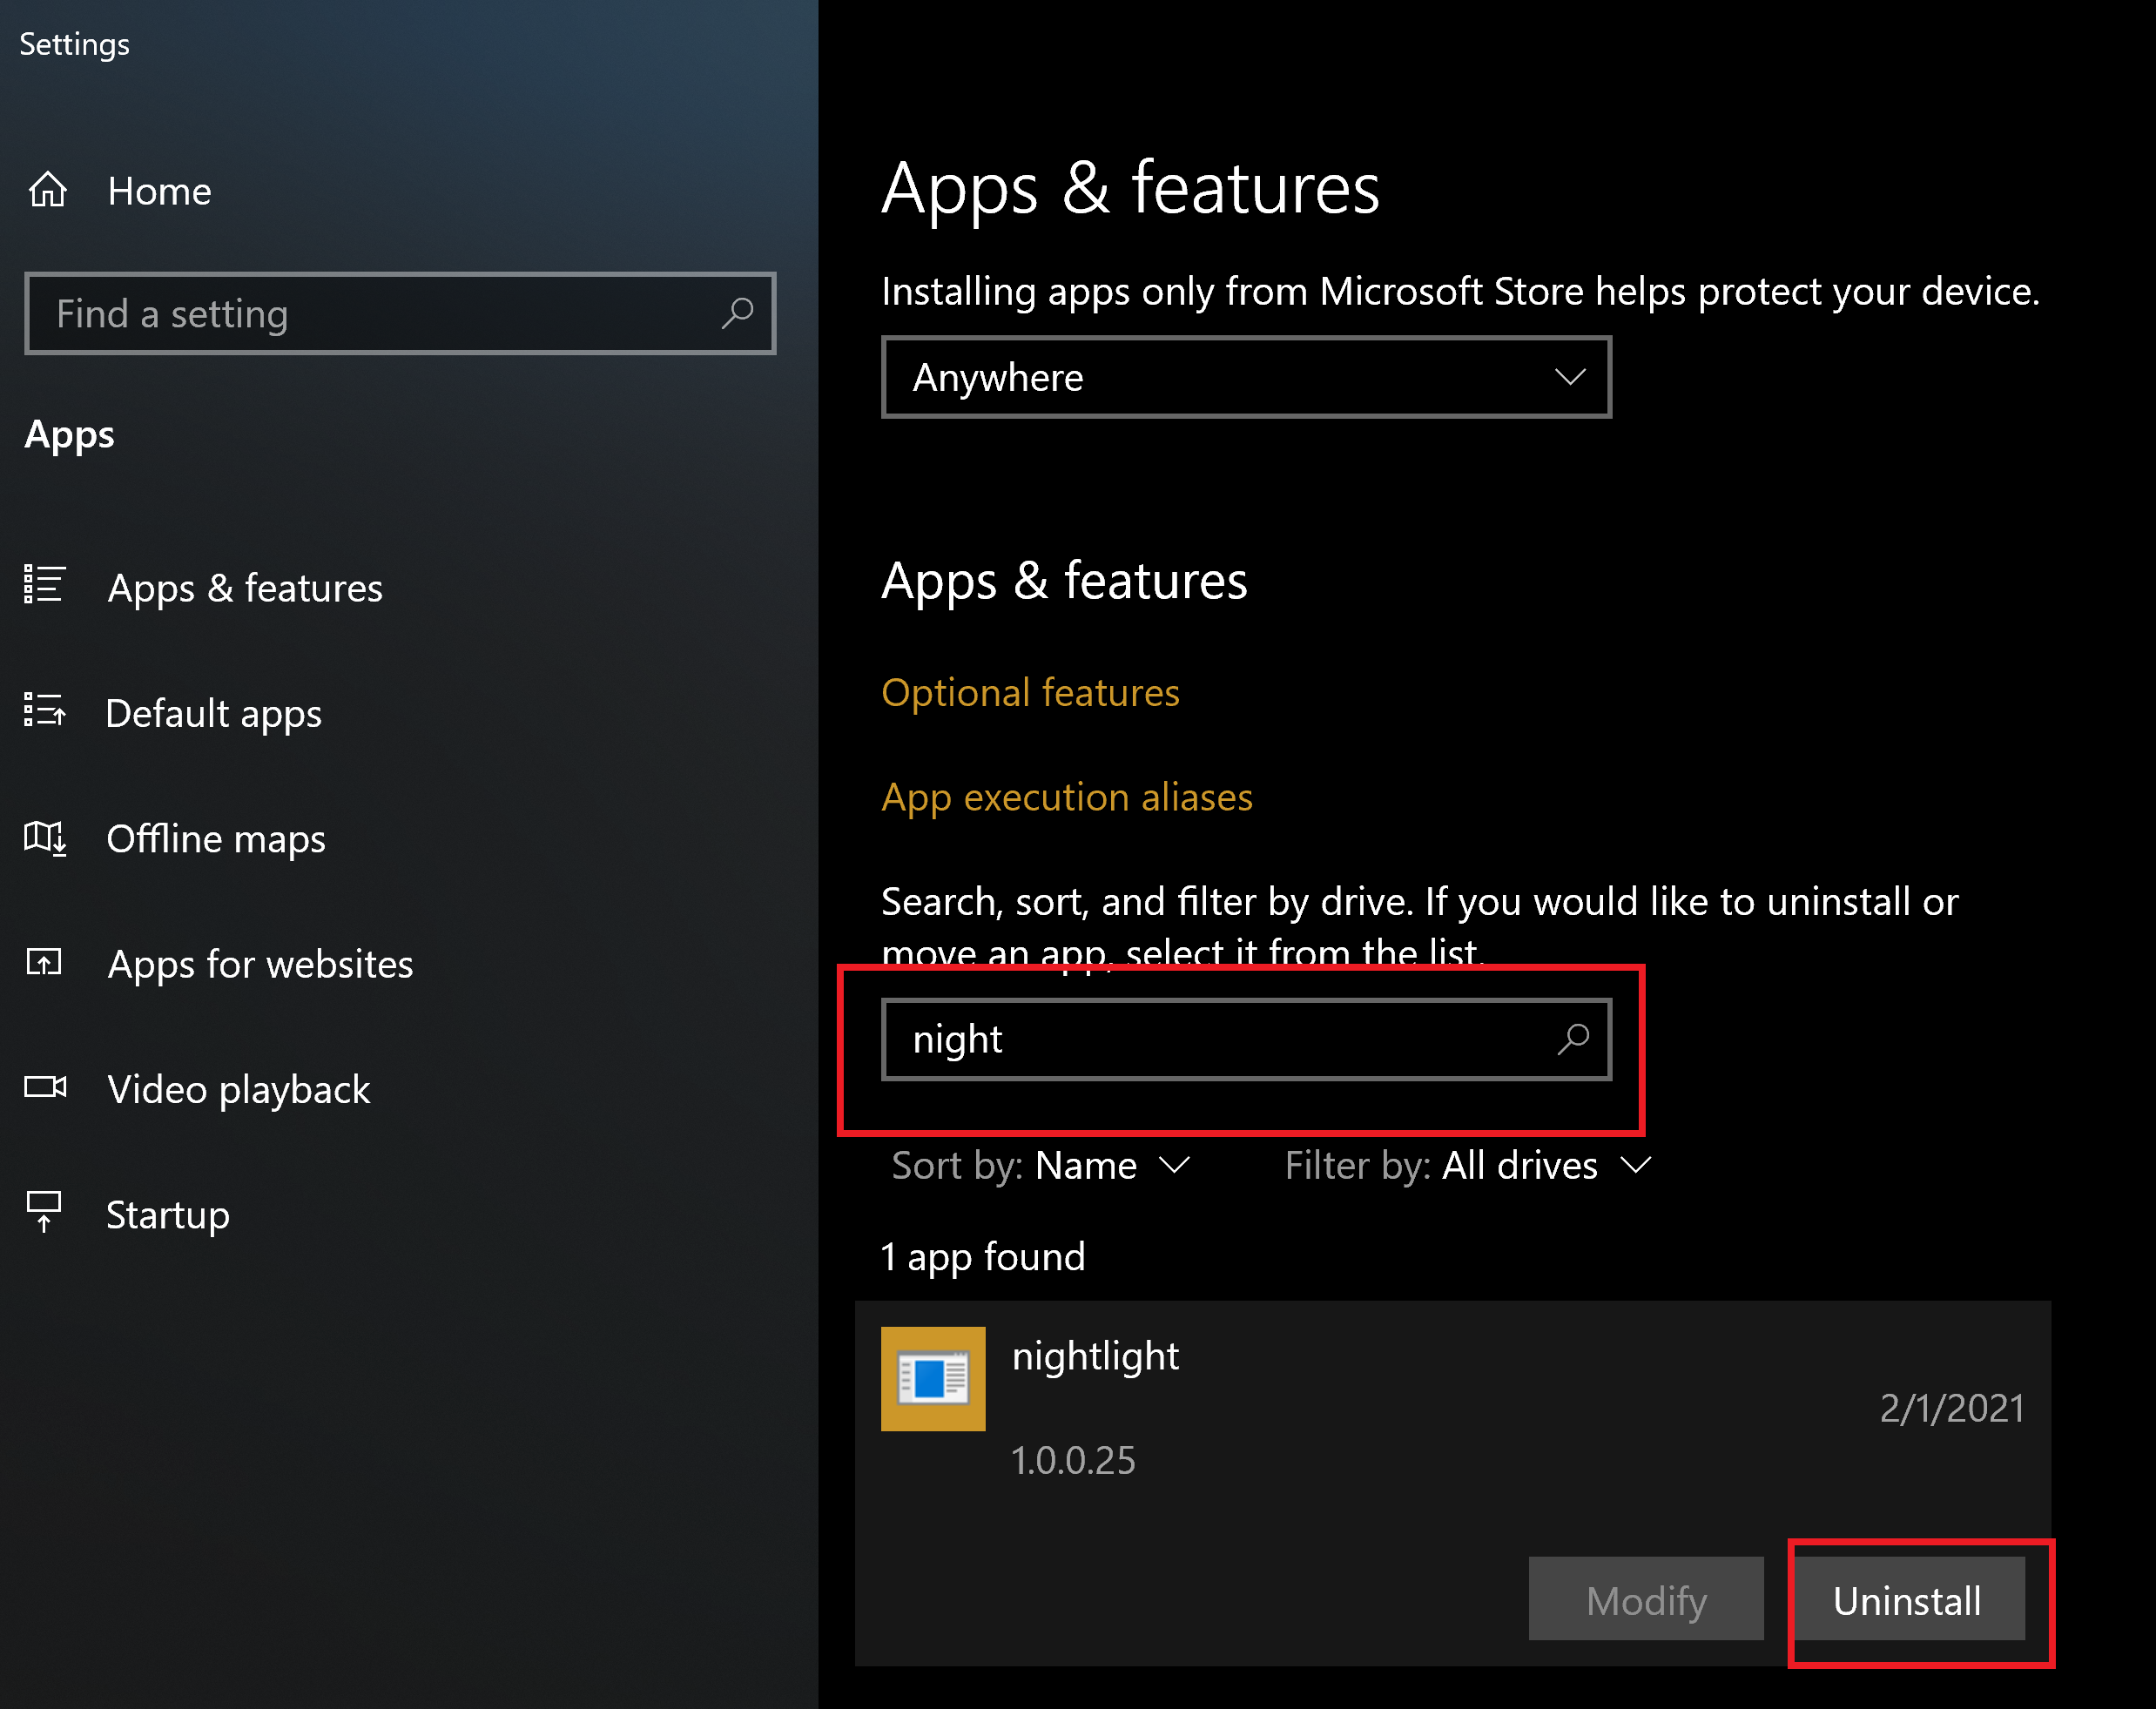 Settings
Home
Find a setting
Apps
Apps & features
Default apps
Offline maps
Apps for websites
Video playback
Startup
Apps & features
Installing apps only from Microsoft Store helps protect your device.
Anywhere
Apps & features
Optional features
App execution aliases
Search, sort, and filter by drive. If you would like to uninstall or
move an app, select it from the list.
night
Sort by: Name Filter by: All drives
1 app found
nightlight
2/1/2021
1.0.0.25
Modify Uninstall